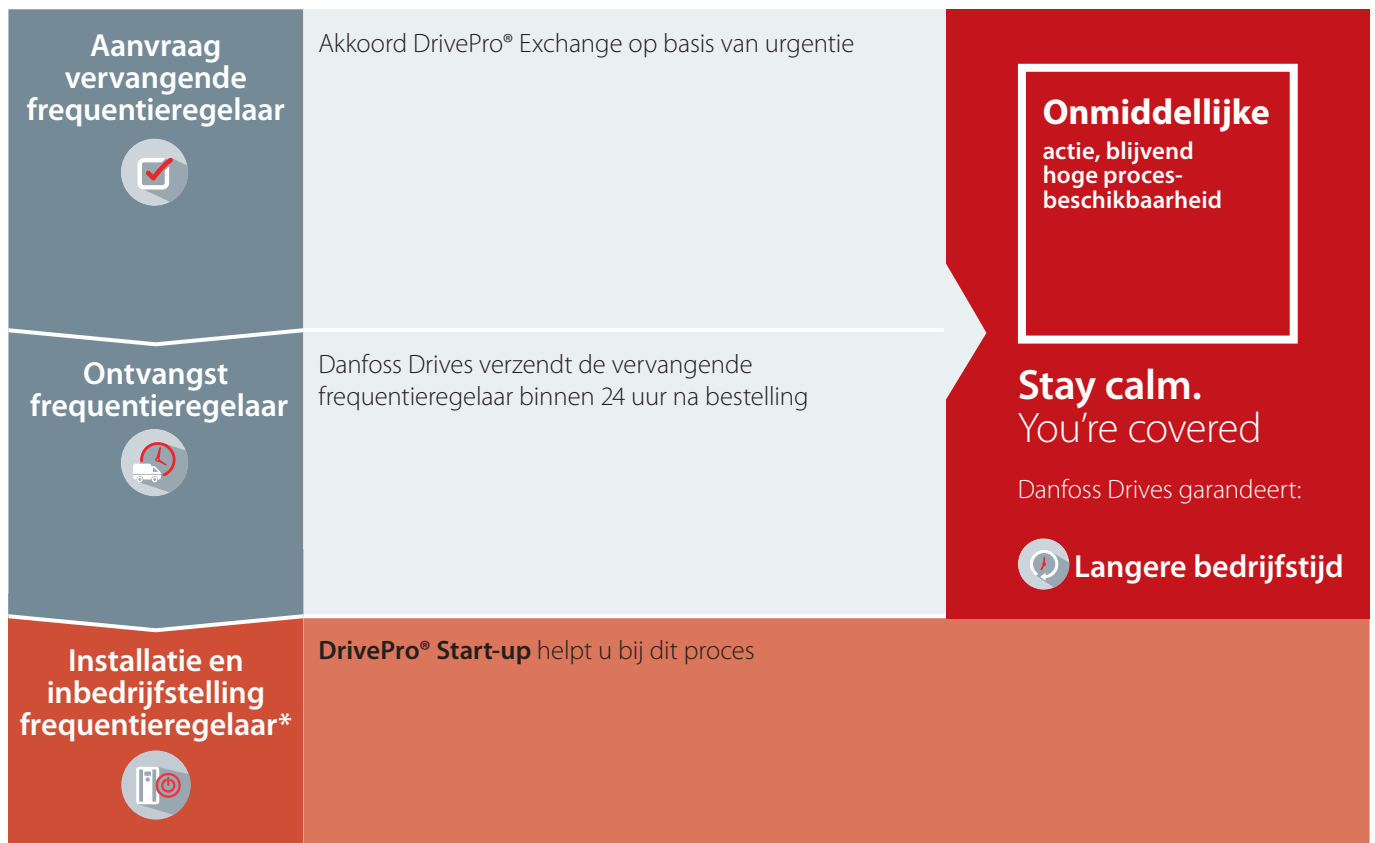 Aanvraag
vervangende
frequentieregelaar
Akkoord DrivePro® Exchange op basis van urgentie
Ontvangst
frequentieregelaar
Danfoss Drives verzendt de vervangende
frequentieregelaar binnen 24 uur na bestelling
Onmiddellijke
actie, blijvend
hoge proces-
beschikbaarheid
Stay calm.
You’re covered
Danfoss Drives garandeert:
Langere bedrijfstijd
Installatie en
inbedrijfstelling
frequentieregelaar*
DrivePro® Start-up helpt u bij dit proces